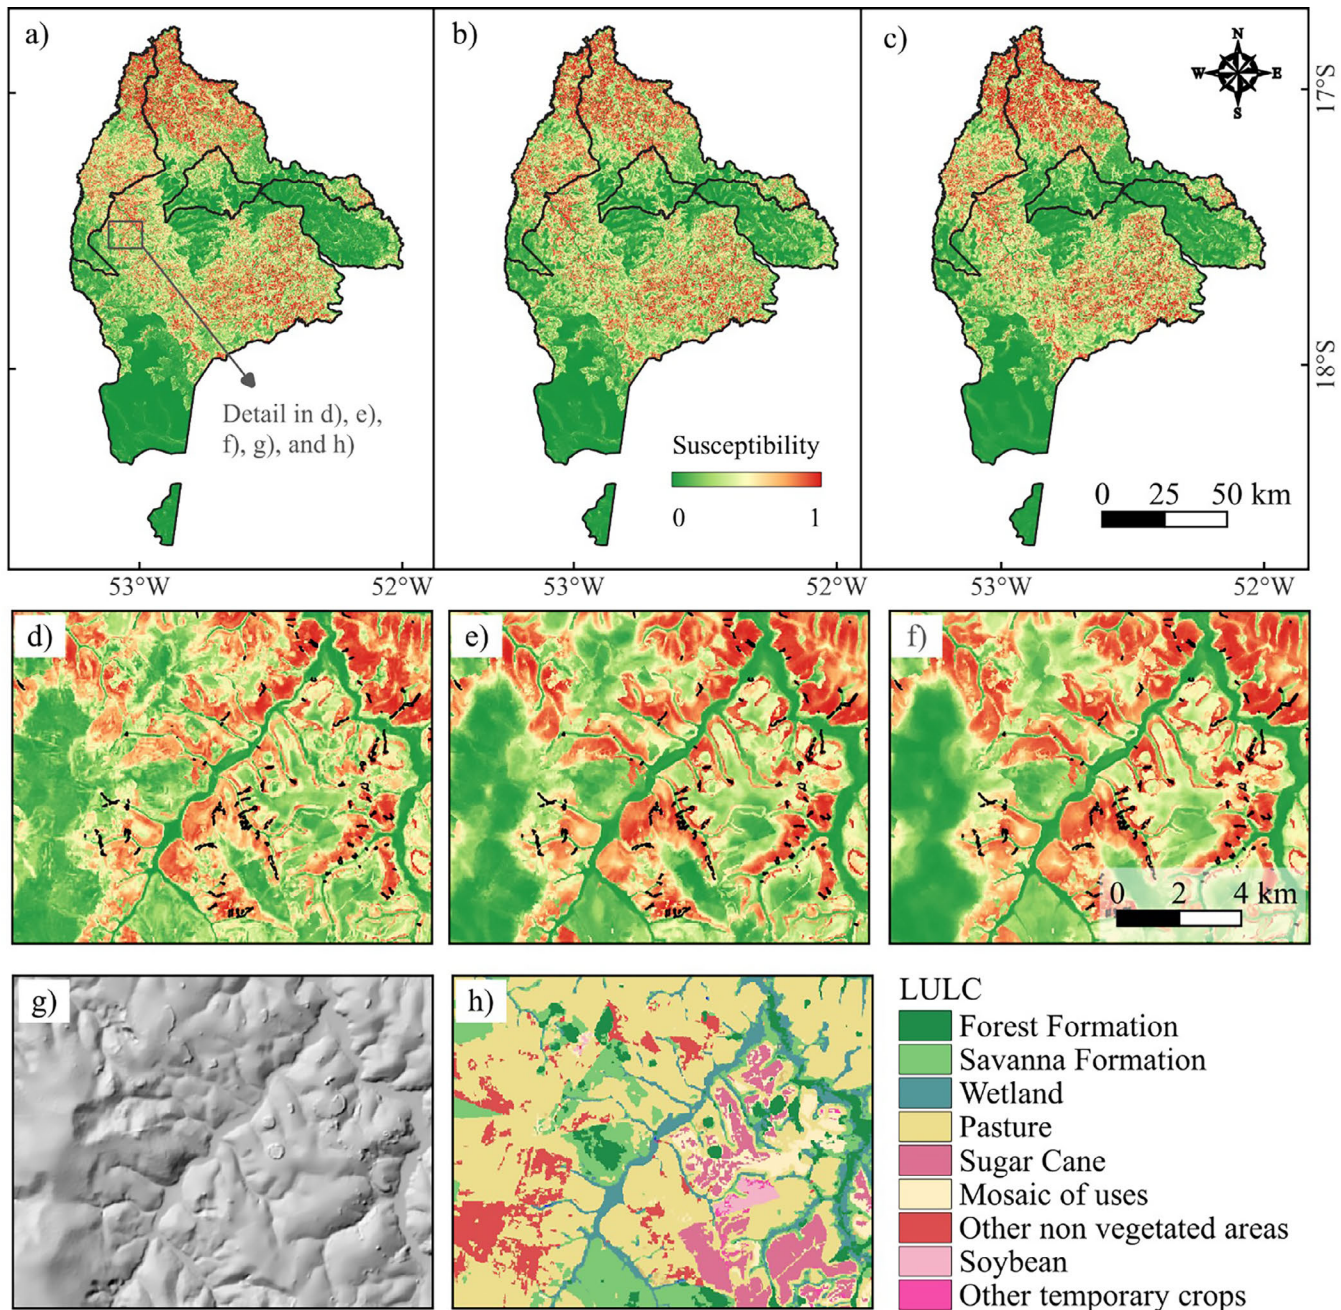 a)
b)
c)
N
W
E
S
17°S
18°S
Detail in d), e),
f), g), and h)
Susceptibility
0
1
0 25 50 km
53°W
52°W
53°W
52°W
53°W
52°W
d)
e)
f)
0 2 4 km
g)
h)
LULC
Forest Formation
Savanna Formation
Wetland
Pasture
Sugar Cane
Mosaic of uses
Other non vegetated areas
Soybean
Other temporary crops